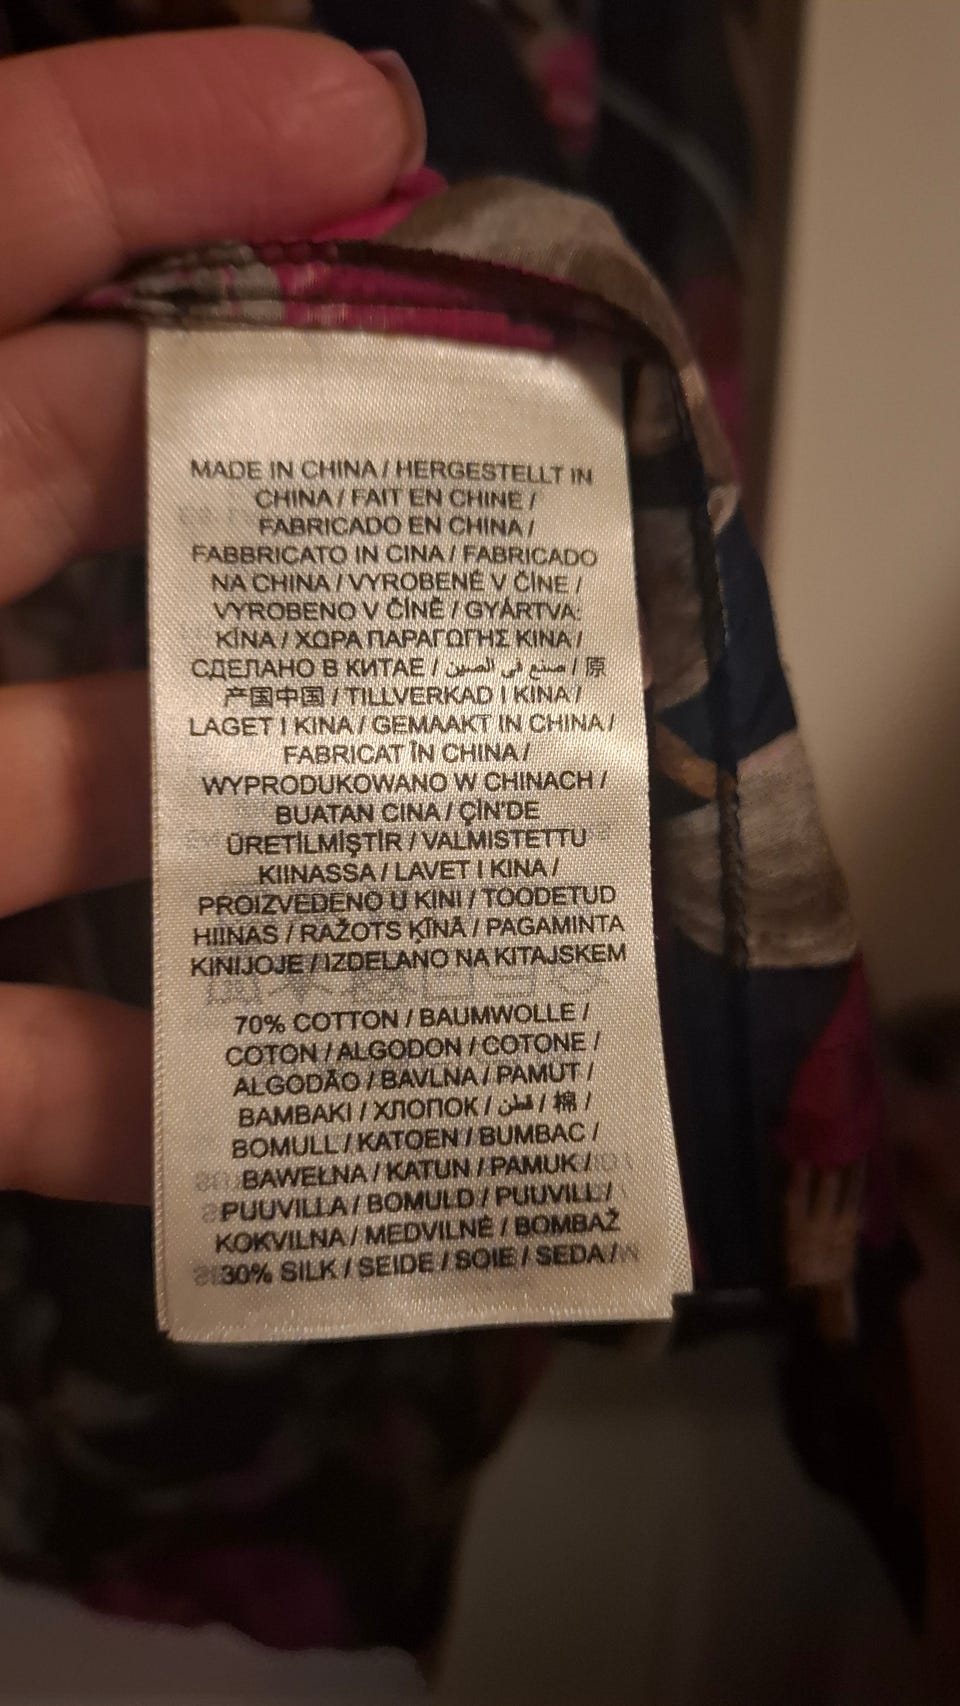 MADE IN CHINA / HERGESTELLT IN
CHINA / FAIT EN CHINE /
FABRICADO EN CHINA /
FABBRICATO IN CINA / FABRICADO
NA CHINA / VYROBENÉ V ČÍNE /
VYROBENO V ČÍNĚ / GYÁRTVA:
KÍNA / ΧΩΡΑ ΠΑΡΑΓΩΓΗΣ ΚΙΝΑ /
СДЕЛАНО В КИТАЕ / صنع في الصين / 原
产国中国 / TILLVERKAD I KINA /
LAGET I KINA / GEMAAKT IN CHINA /
FABRICAT ÎN CHINA /
WYPRODUKOWANO W CHINACH /
BUATAN CINA / ÇİN'DE
ÜRETİLMİŞTİR / VALMISTETTU
KIINASSA / LAVET I KINA /
PROIZVEDENO U KINI / TOODETUD
HIINAS / RAŽOTS ĶĪNĀ / PAGAMINTA
KINIJOJE / IZDELANO NA KITAJSKEM
70% COTTON / BAUMWOLLE /
COTON / ALGODON / COTONE /
ALGODÃO / BAVLNA / PAMUT /
BAMBAKI / ХЛОПОК / قطن / 棉 /
BOMULL / KATOEN / BUMBAC /
BAWEŁNA / KATUN / PAMUK /
PUUVILLA / BOMULD / PUUVILL /
KOKVILNA / MEDVILNĖ / BOMBAŽ
30% SILK / SEIDE / SOIE / SEDA /